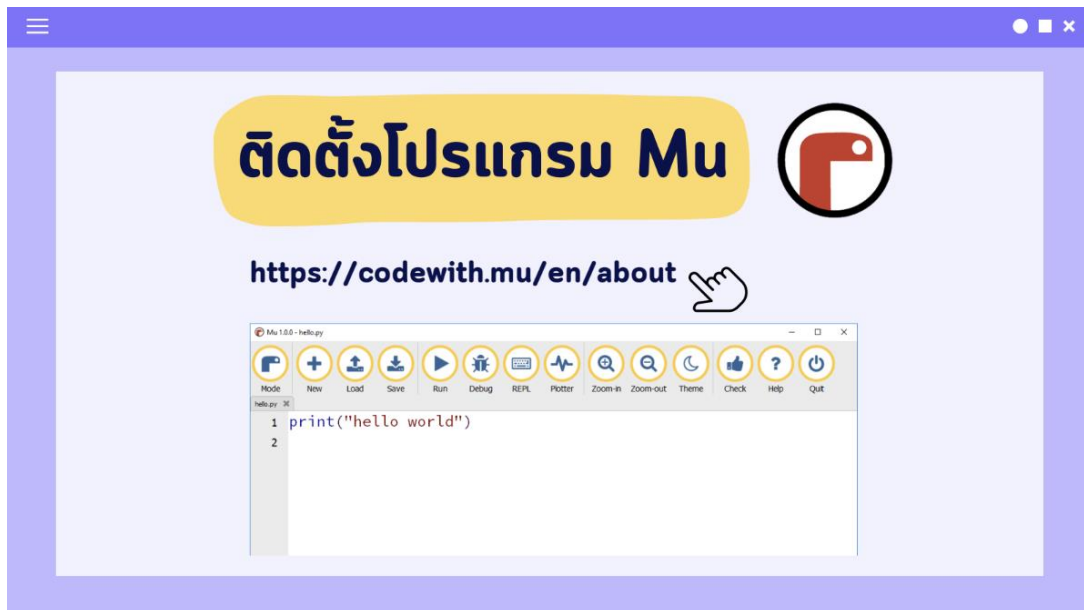 ติดตั้งโปรแกรม Mu
https://codewith.mu/en/about
Mu 1.0.0 - hello.py
Mode New Load Save Run Debug REPL Plotter Zoom-in Zoom-out Theme Check Help Quit
hello.py
1 print("hello world")
2